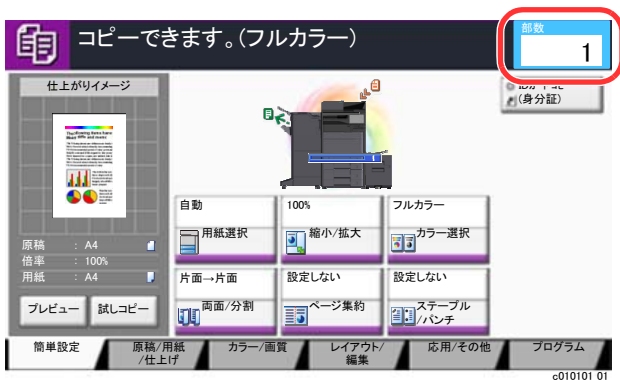 コピーできます。(フルカラー)
部数
1
仕上がりイメージ
(身分証)
原稿 : A4
倍率 : 100%
用紙 : A4
プレビュー
試しコピー
自動
用紙選択
100%
縮小/拡大
フルカラー
カラー選択
片面→片面
両面/分割
設定しない
ページ集約
設定しない
ステープル
/パンチ
簡単設定
原稿/用紙
/仕上げ
カラー/画質
レイアウト/
編集
応用/その他
プログラム
c010101 01